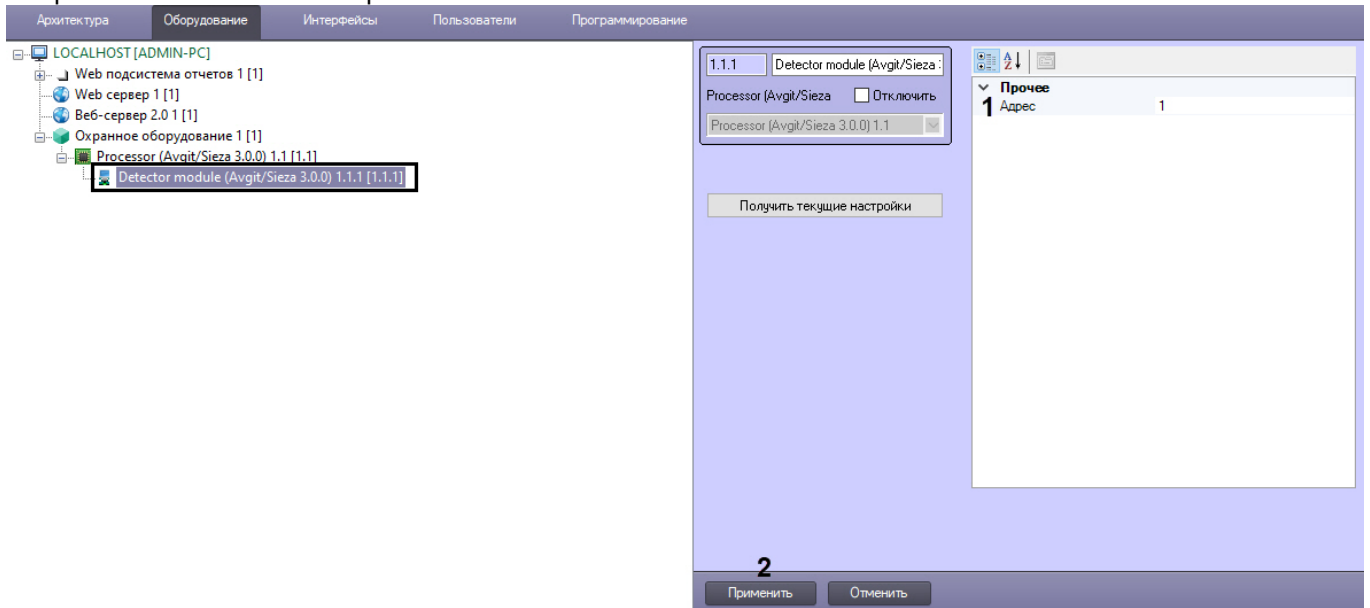 Архитектура Оборудование Интерфейсы Пользователи Программирование
LOCALHOST [ADMIN-PC]
Web подсистема отчетов 1 [1]
Web сервер 1 [1]
Веб-сервер 2.0 1 [1]
Охранное оборудование 1 [1]
Processor (Avgit/Sieza 3.0.0) 1.1 [1.1]
Detector module (Avgit/Sieza 3.0.0) 1.1.1 [1.1.1]
1.1.1 Detector module (Avgit/Sieza :
Processor (Avgit/Sieza Отключить
Processor (Avgit/Sieza 3.0.0) 1.1
Получить текущие настройки
Прочее
1 Адрес 1
2
Применить Отменить